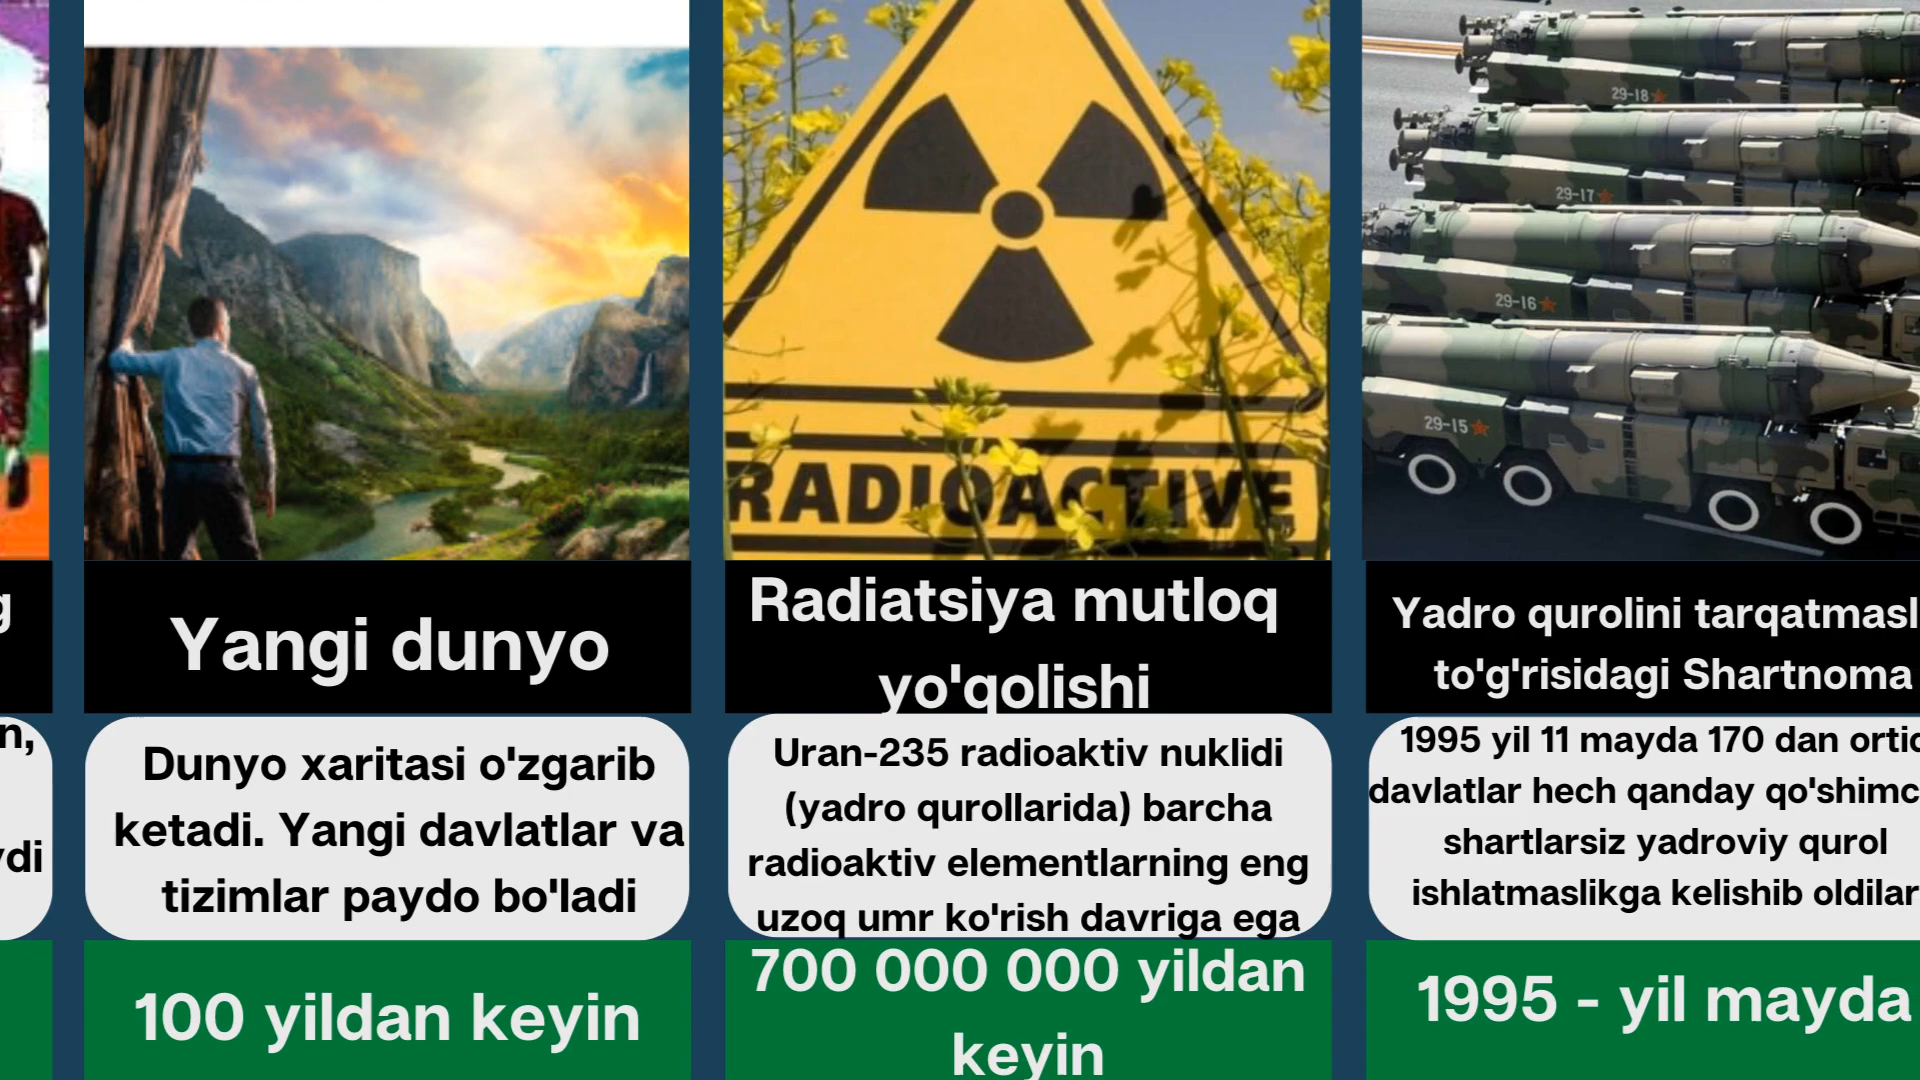 29-18
29-17
29-16
29-15
RADIOACTIVE
g
Yangi dunyo
Radiatsiya mutloq
yo'qolishi
Yadro qurolini tarqatmasl
to'g'risidagi Shartnoma
n,
di
Dunyo xaritasi o'zgarib
ketadi. Yangi davlatlar va
tizimlar paydo bo'ladi
Uran-235 radioaktiv nuklidi
(yadro qurollarida) barcha
radioaktiv elementlarning eng
uzoq umr ko'rish davriga ega
1995 yil 11 mayda 170 dan ortiq
davlatlar hech qanday qo'shimc
shartlarsiz yadroviy qurol
ishlatmaslikga kelishib oldilar
100 yildan keyin
700 000 000 yildan
keyin
1995 - yil mayda